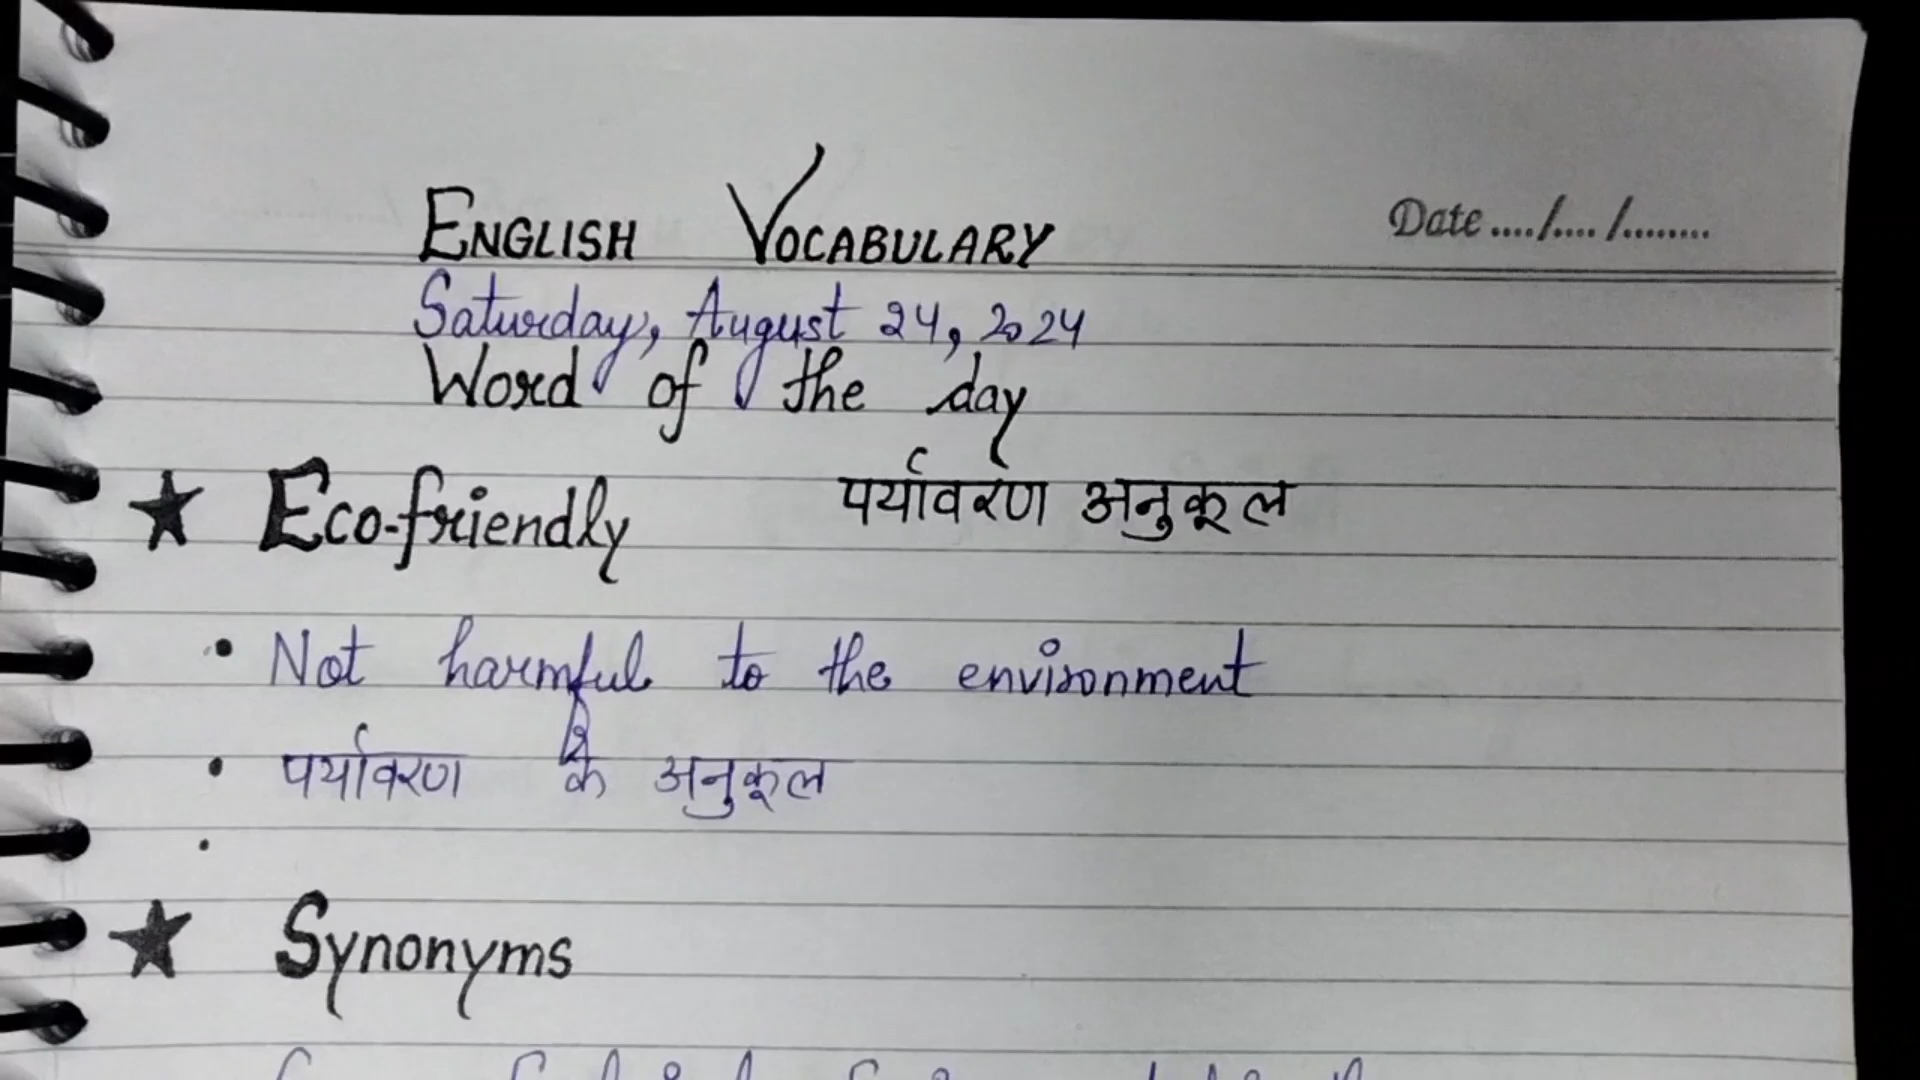 ENGLISH VOCABULARY
Date ..../..../........
Saturday, August 24, 2024
Word of the day
★ Eco-friendly पर्यावरण अनुकूल
• Not harmful to the environment
• पर्यावरण के अनुकूल
•
★ Synonyms